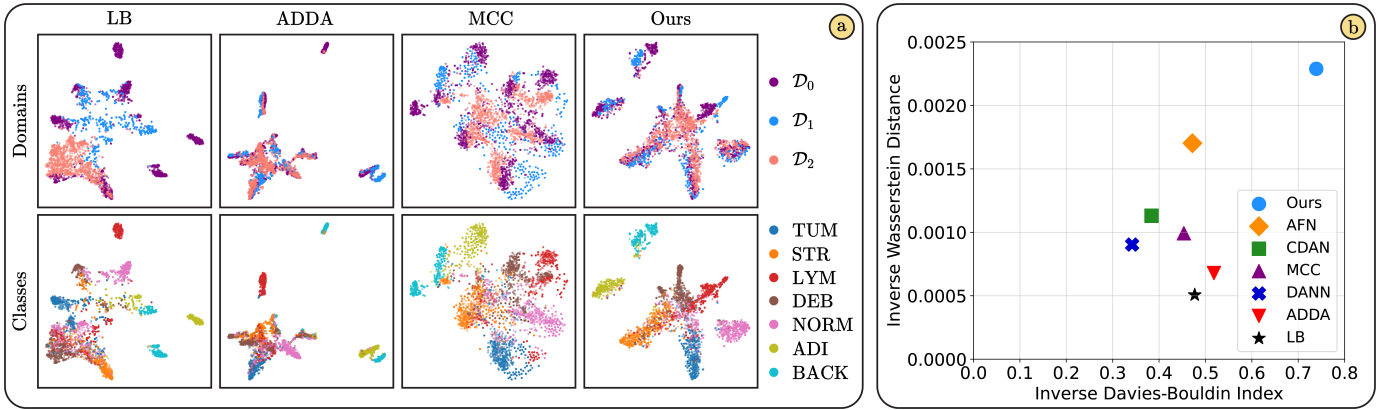 LB ADDA MCC Ours
a
Domains
𝒟0
𝒟1
𝒟2
Classes
TUM
STR
LYM
DEB
NORM
ADI
BACK
b
Inverse Wasserstein Distance
0.0025
0.0020
0.0015
0.0010
0.0005
0.0000
0.0 0.1 0.2 0.3 0.4 0.5 0.6 0.7 0.8
Inverse Davies-Bouldin Index
Ours
AFN
CDAN
MCC
DANN
ADDA
LB